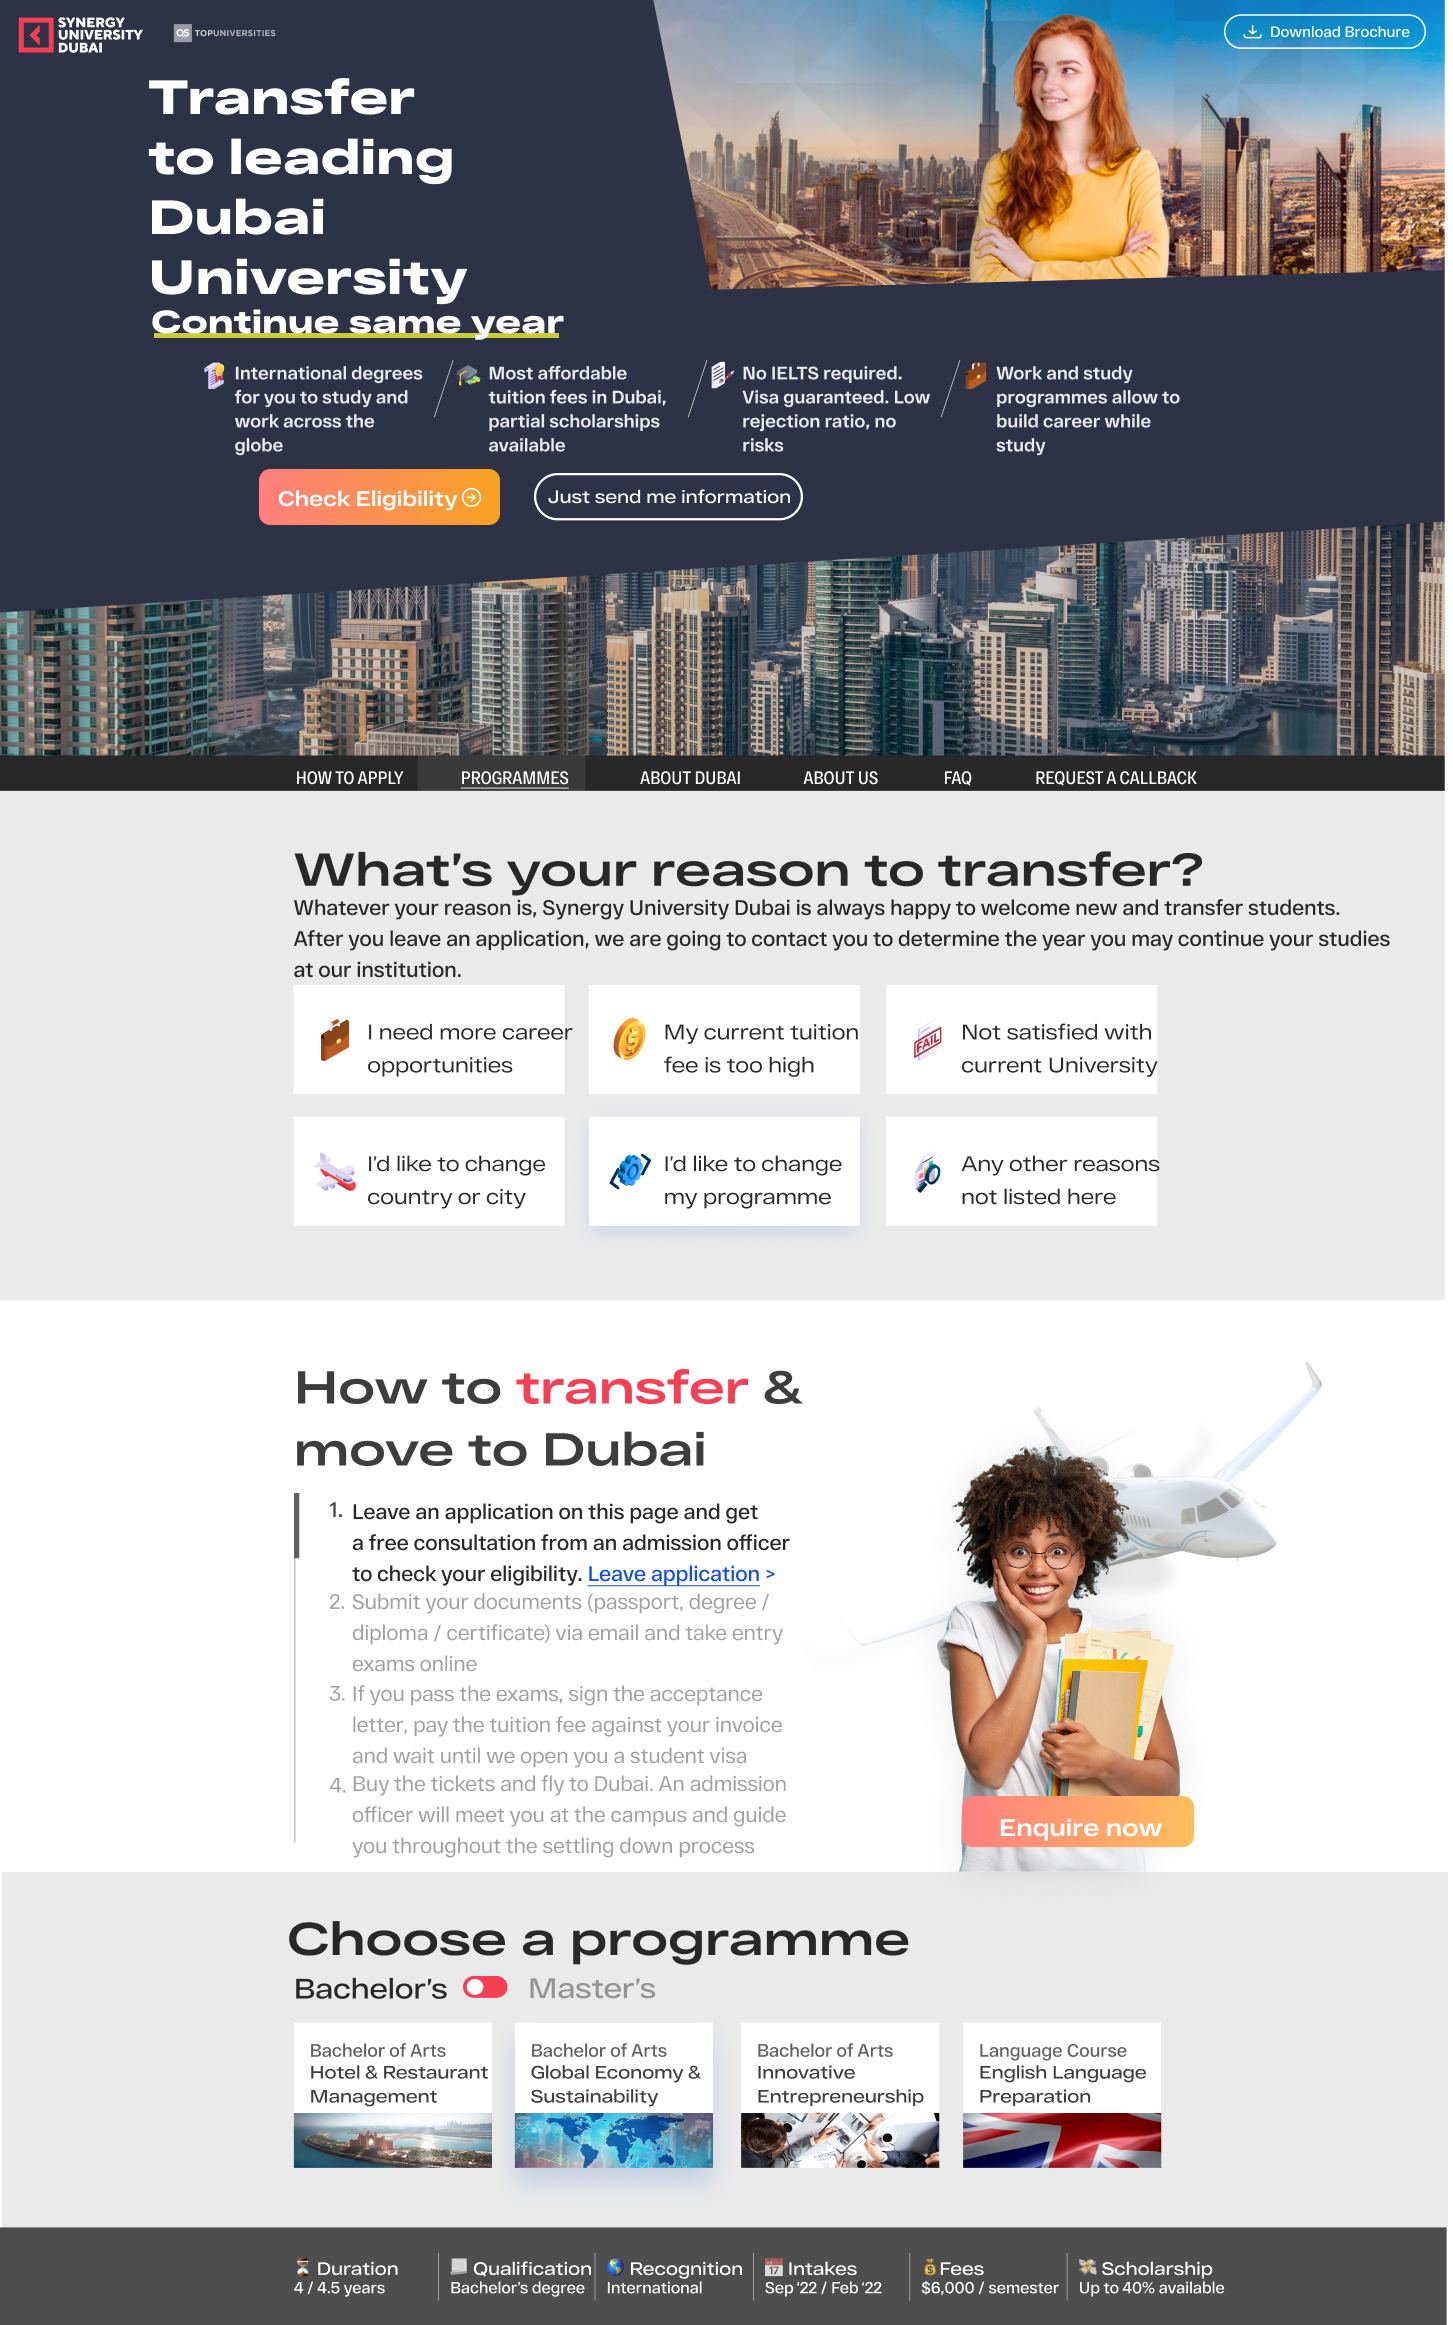 SYNERGY
UNIVERSITY
DUBAI
QS TOPUNIVERSITIES
Download Brochure
Transfer
to leading
Dubai
University
Continue same year
International degrees
for you to study and
work across the
globe
Most affordable
tuition fees in Dubai,
partial scholarships
available
No IELTS required.
Visa guaranteed. Low
rejection ratio, no
risks
Work and study
programmes allow to
build career while
study
Check Eligibility
Just send me information
HOW TO APPLY PROGRAMMES ABOUT DUBAI ABOUT US FAQ REQUEST A CALLBACK
What's your reason to transfer?
Whatever your reason is, Synergy University Dubai is always happy to welcome new and transfer students.
After you leave an application, we are going to contact you to determine the year you may continue your studies
at our institution.
I need more career
opportunities
My current tuition
fee is too high
FAIL
Not satisfied with
current University
I'd like to change
country or city
I'd like to change
my programme
Any other reasons
not listed here
How to transfer &
move to Dubai
1. Leave an application on this page and get
a free consultation from an admission officer
to check your eligibility. Leave application >
2. Submit your documents (passport, degree /
diploma / certificate) via email and take entry
exams online
3. If you pass the exams, sign the acceptance
letter, pay the tuition fee against your invoice
and wait until we open you a student visa
4. Buy the tickets and fly to Dubai. An admission
officer will meet you at the campus and guide
you throughout the settling down process
Enquire now
Choose a programme
Bachelor's Master's
Bachelor of Arts
Hotel & Restaurant
Management
Bachelor of Arts
Global Economy &
Sustainability
Bachelor of Arts
Innovative
Entrepreneurship
Language Course
English Language
Preparation
Duration
4 / 4.5 years
Qualification
Bachelor's degree
Recognition
International
17 Intakes
Sep '22 / Feb '22
Fees
$6,000 / semester
Scholarship
Up to 40% available